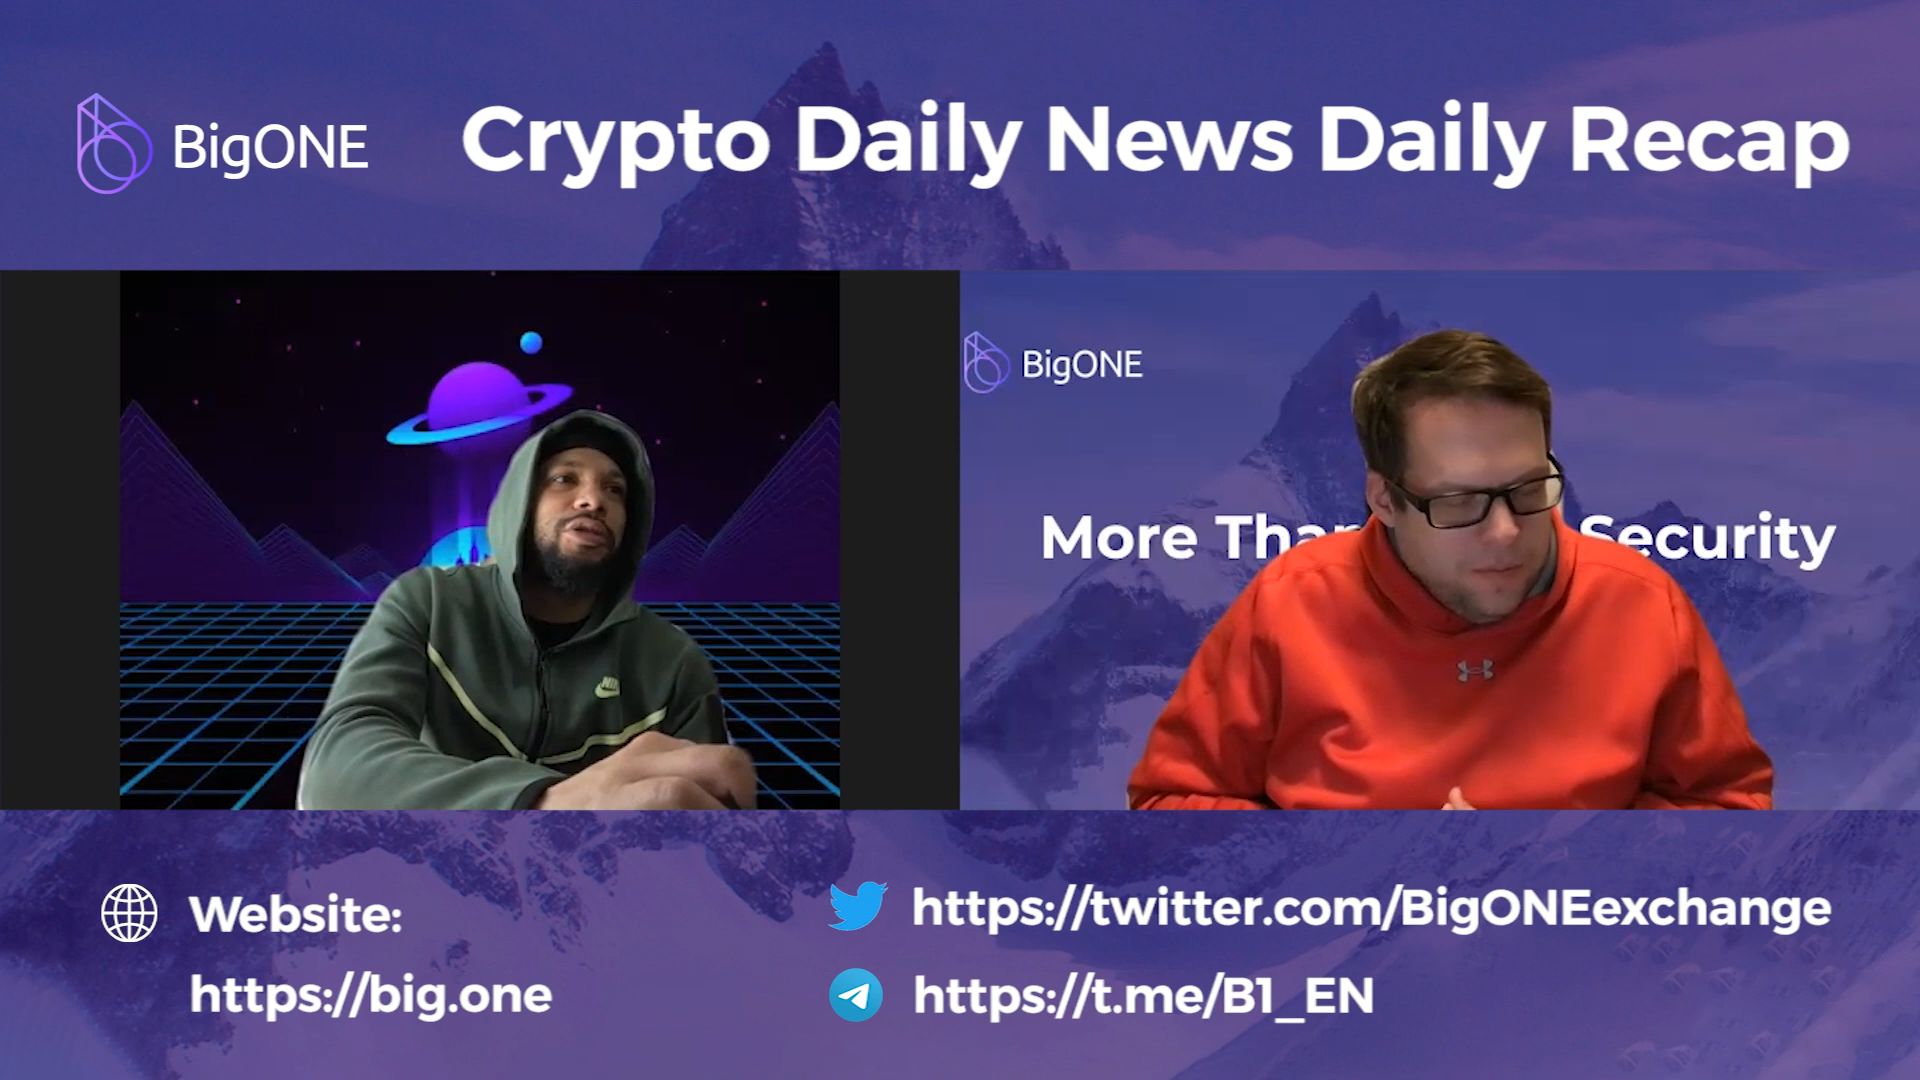 BigONE
Crypto Daily News Daily Recap
BigONE
More Tha Security
Website:
https://big.one
https://twitter.com/BigONEexchange
https://t.me/B1_EN